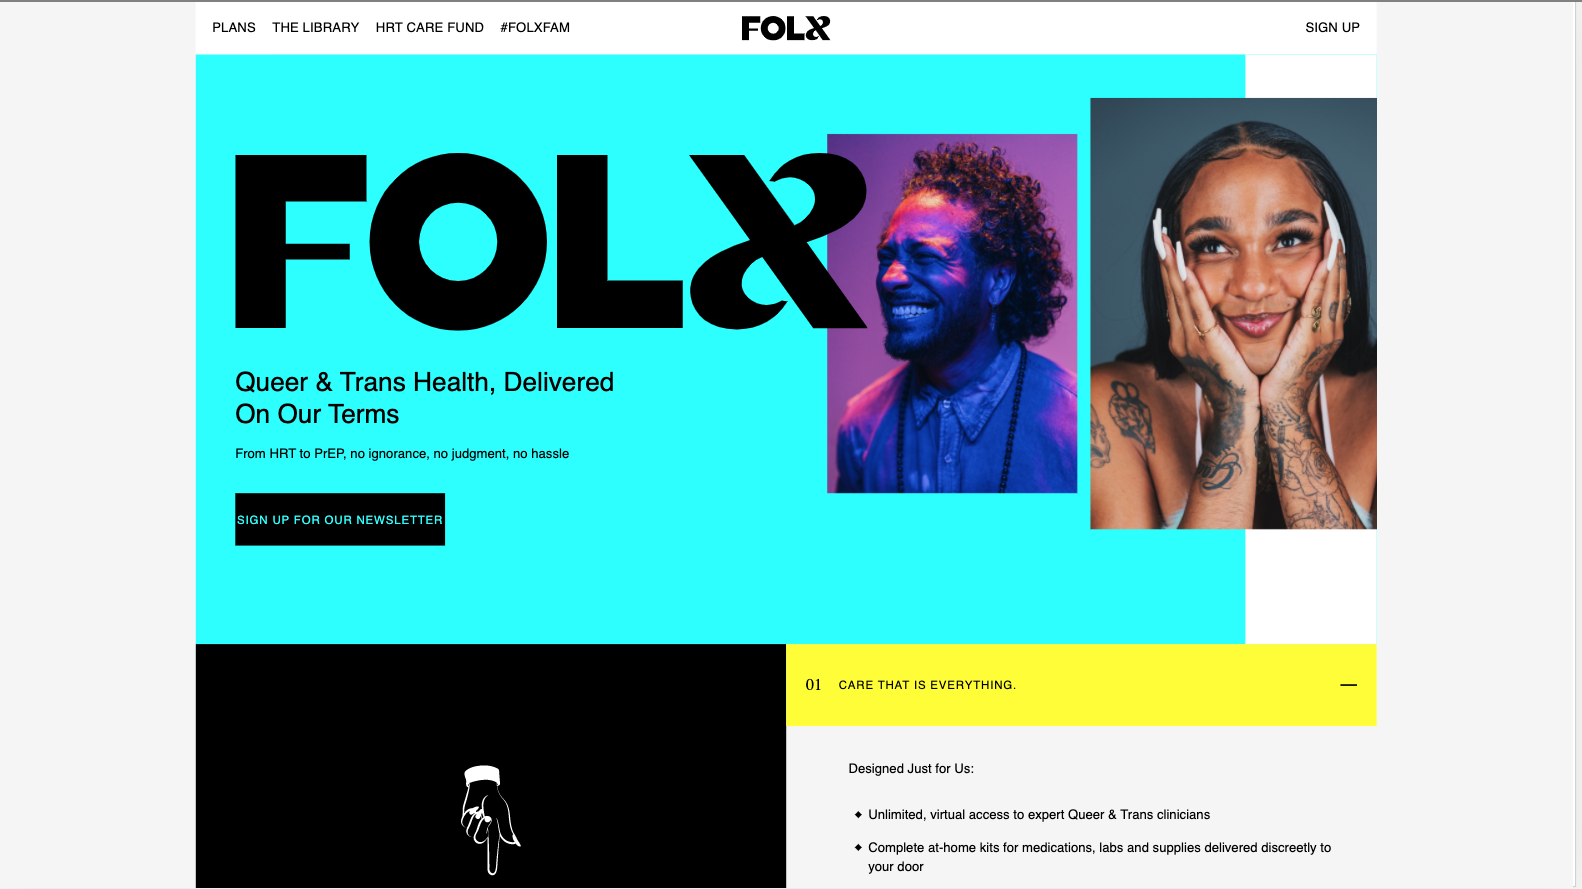 PLANS THE LIBRARY HRT CARE FUND #FOLXFAM FOLX SIGN UP
FOLX
Queer & Trans Health, Delivered
On Our Terms
From HRT to PrEP, no ignorance, no judgment, no hassle
SIGN UP FOR OUR NEWSLETTER
01 CARE THAT IS EVERYTHING.
Designed Just for Us:
Unlimited, virtual access to expert Queer & Trans clinicians
Complete at-home kits for medications, labs and supplies delivered discreetly to
your door